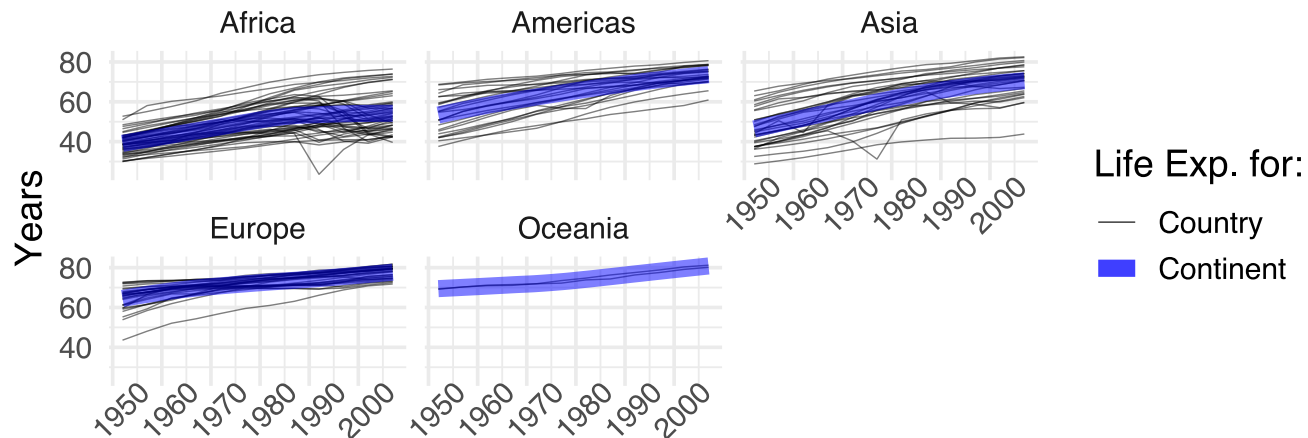 Africa
Americas
Asia
80
60
40
1950 1960 1970 1980 1990 2000
Years
Europe
Oceania
80
60
40
1950 1960 1970 1980 1990 2000
1950 1960 1970 1980 1990 2000
Life Exp. for:
Country
Continent